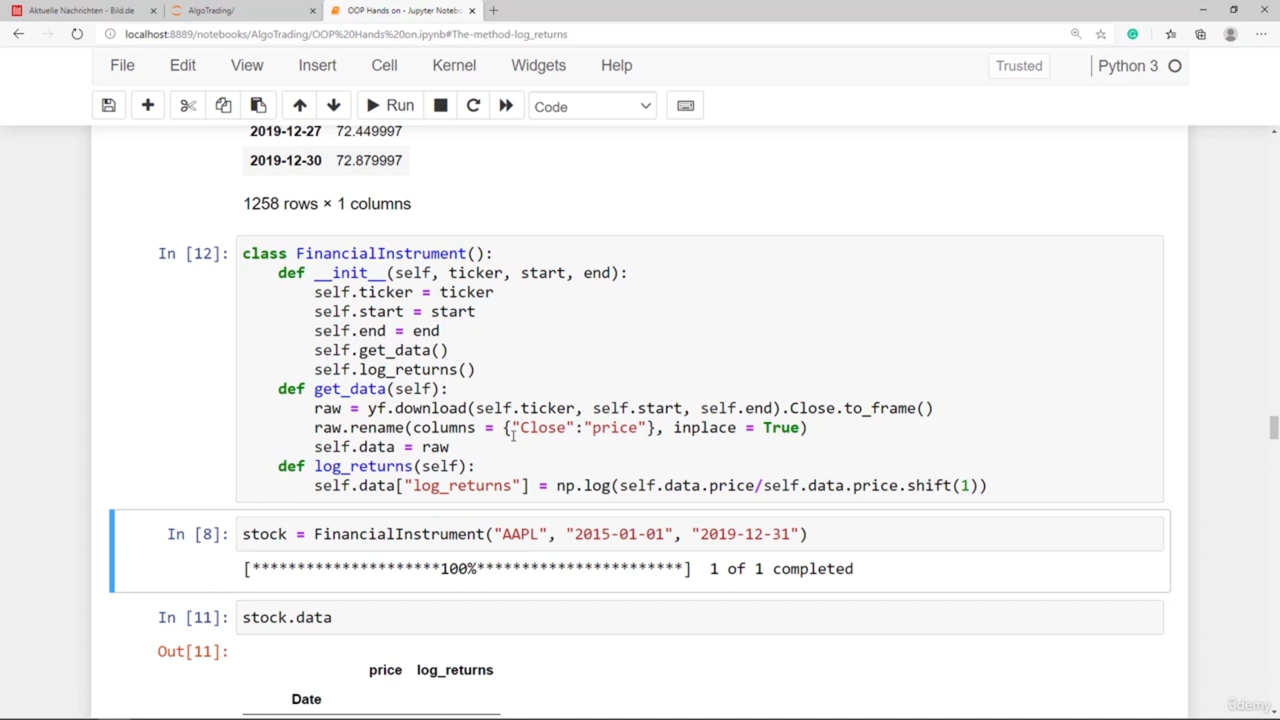 Aktuelle Nachrichten - Bild.de
AlgoTrading/
OOP Hands on - Jupyter Notebo
localhost:8889/notebooks/AlgoTrading/OOP%20Hands%20on.ipynb#The-method-log_returns
File Edit View Insert Cell Kernel Widgets Help Trusted Python 3
Run Code
2019-12-27 72.449997
2019-12-30 72.879997
1258 rows × 1 columns
In [12]: class FinancialInstrument():
def __init__(self, ticker, start, end):
self.ticker = ticker
self.start = start
self.end = end
self.get_data()
self.log_returns()
def get_data(self):
raw = yf.download(self.ticker, self.start, self.end).Close.to_frame()
raw.rename(columns = {"Close":"price"}, inplace = True)
self.data = raw
def log_returns(self):
self.data["log_returns"] = np.log(self.data.price/self.data.price.shift(1))
In [8]: stock = FinancialInstrument("AAPL", "2015-01-01", "2019-12-31")
[*********************100%***********************] 1 of 1 completed
In [11]: stock.data
Out[11]:
price log_returns
Date
Udemy